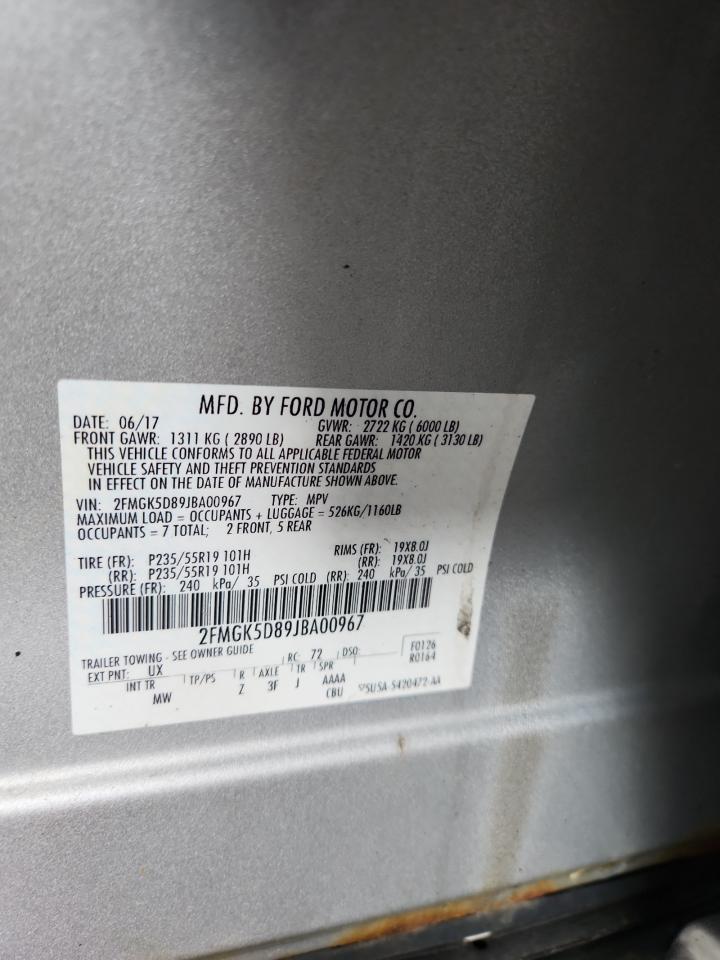 MFD. BY FORD MOTOR CO.
DATE: 06/17 GVWR: 2722 KG ( 6000 LB)
FRONT GAWR: 1311 KG ( 2890 LB) REAR GAWR: 1420 KG ( 3130 LB)
THIS VEHICLE CONFORMS TO ALL APPLICABLE FEDERAL MOTOR
VEHICLE SAFETY AND THEFT PREVENTION STANDARDS
IN EFFECT ON THE DATE OF MANUFACTURE SHOWN ABOVE.
VIN: 2FMGK5D89JBA00967 TYPE: MPV
MAXIMUM LOAD = OCCUPANTS + LUGGAGE = 526KG/1160LB
OCCUPANTS = 7 TOTAL; 2 FRONT, 5 REAR
TIRE (FR): P235/55R19 101H RIMS (FR): 19X8.0J
(RR): P235/55R19 101H (RR): 19X8.0J
PRESSURE (FR): 240 kPa/ 35 PSI COLD (RR): 240 kPa/ 35 PSI COLD
2FMGK5D89JBA00967
TRAILER TOWING - SEE OWNER GUIDE RC: 72 DSO: F0126
EXT PNT: UX R0164
INT TR TP/PS R AXLE TR SPR
MW Z 3F J AAAA
CBU 5U5A-5420472-AA